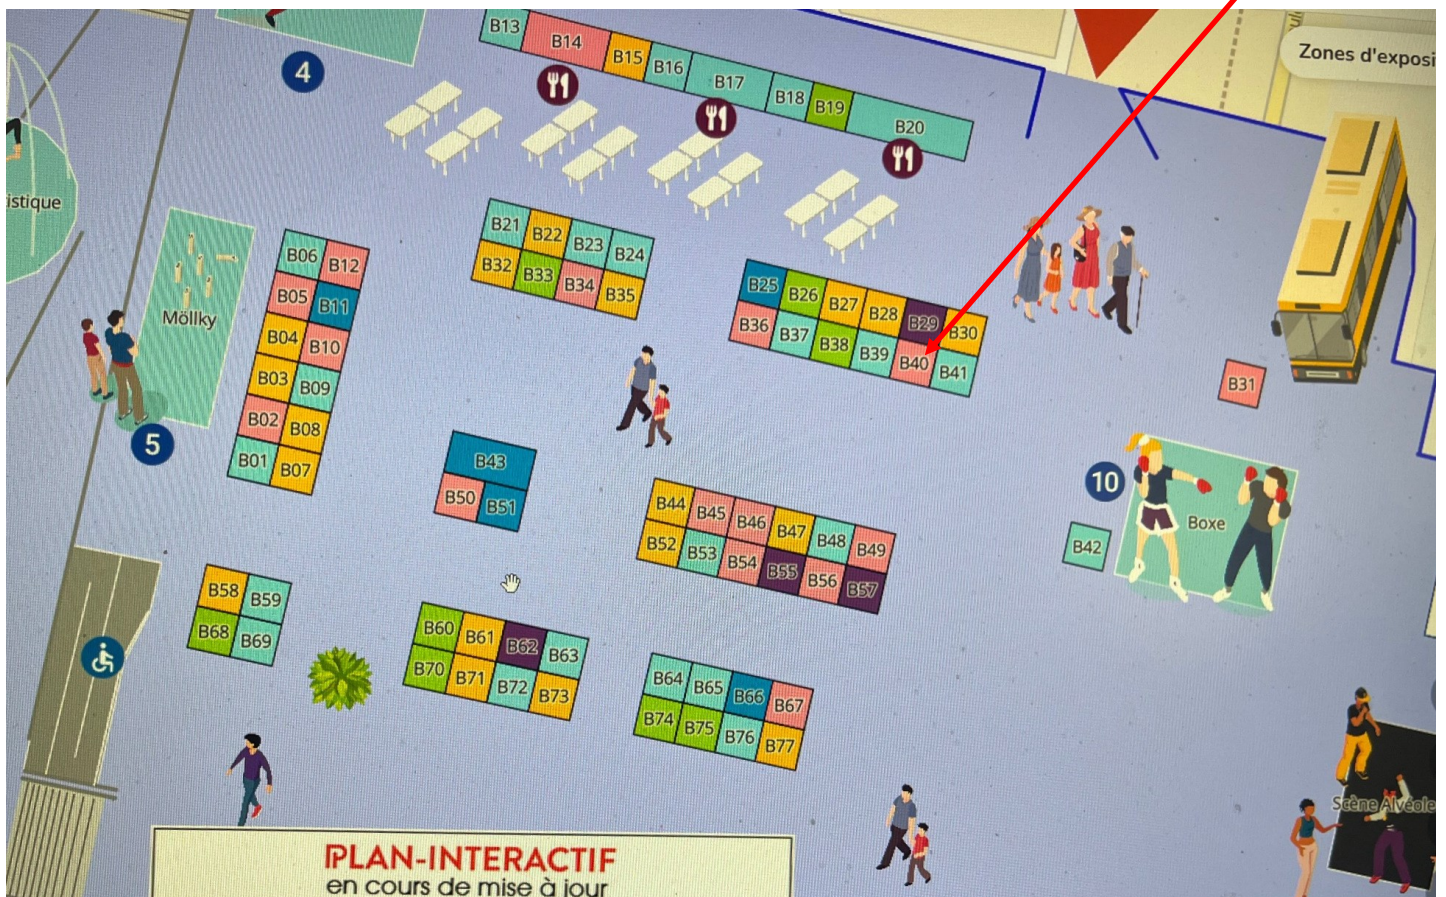 Zones d'exposi
4
B13 B14 B15 B16 B17 B18 B19 B20
istique
B21 B22 B23 B24
B32 B33 B34 B35
B06 B12
B05 B11
B04 B10
B03 B09
B02 B08
B01 B07
Möllky
5
B25 B26 B27 B28 B29 B30
B36 B37 B38 B39 B40 B41
B31
B43
B50 B51
10
Boxe
B42
B44 B45 B46 B47 B48 B49
B52 B53 B54 B55 B56 B57
B58 B59
B68 B69
B60 B61 B62 B63
B70 B71 B72 B73
B64 B65 B66 B67
B74 B75 B76 B77
Scène Alvéole
PLAN-INTERACTIF
en cours de mise à jour